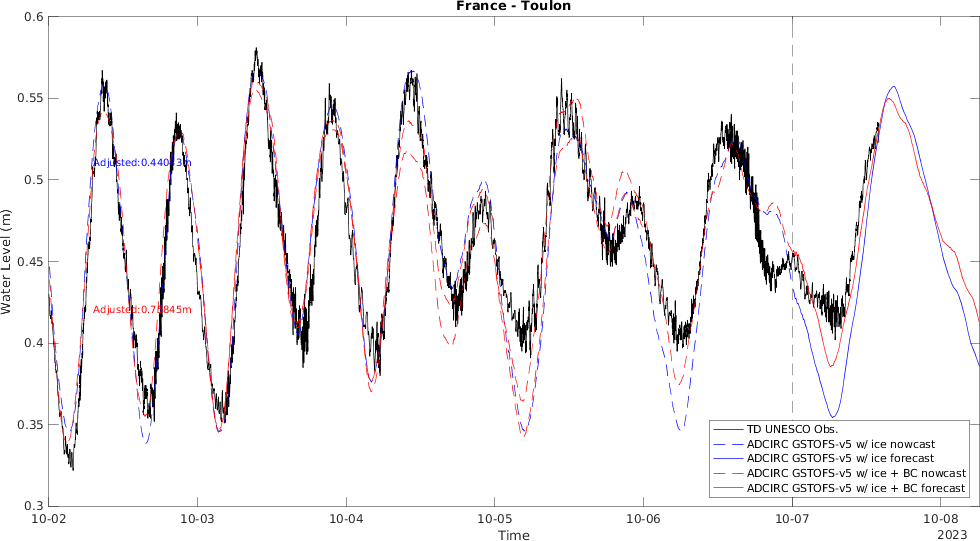 France - Toulon
0.6
0.55
0.5
0.45
0.4
0.35
0.3
Water Level (m)
Adjusted:0.44043m
Adjusted:0.78845m
TD UNESCO Obs.
ADCIRC GSTOFS-v5 w/ ice nowcast
ADCIRC GSTOFS-v5 w/ ice forecast
ADCIRC GSTOFS-v5 w/ ice + BC nowcast
ADCIRC GSTOFS-v5 w/ ice + BC forecast
10-02 10-03 10-04 10-05 10-06 10-07 10-08
Time
2023